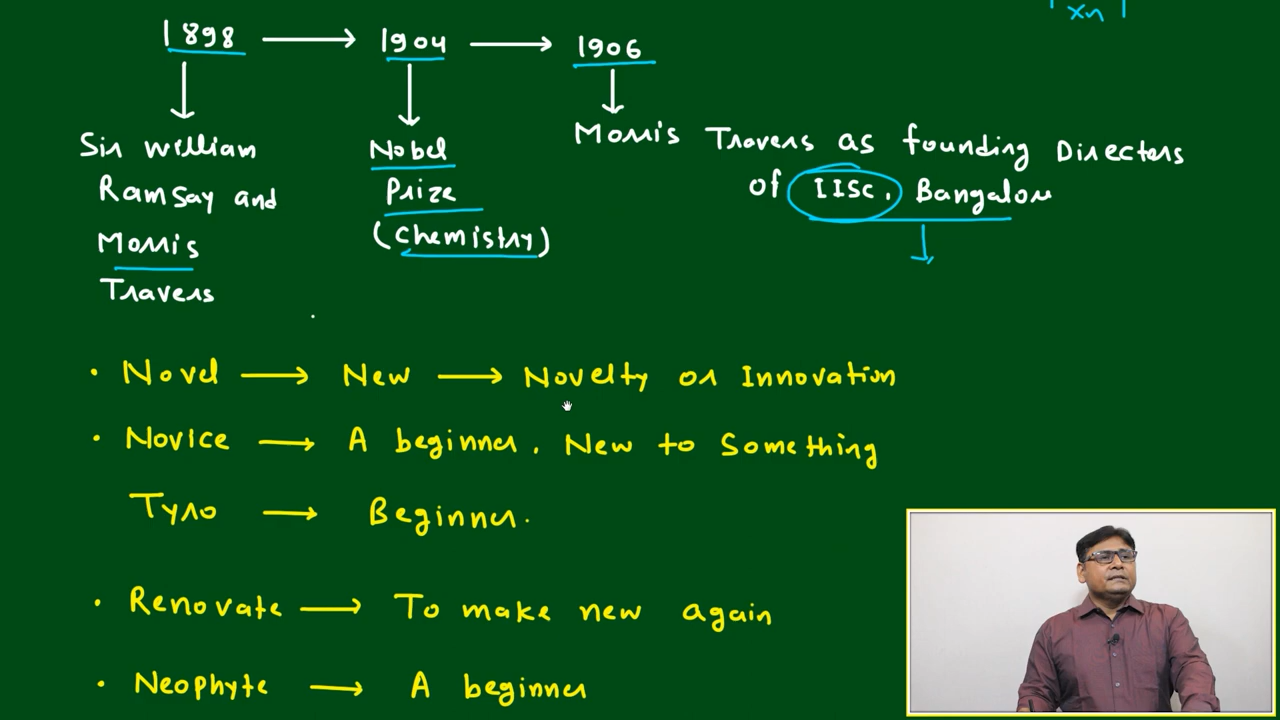 xn
1898 → 1904 → 1906
Sir william
Ramsay and
Morris
Travers
Nobel
Prize
(Chemistry)
Morris Travers as founding Directors
of IISc, Bangalore
• Novel → New → Novelty or Innovation
• Novice → A beginner, New to Something
Tyro → Beginner.
• Renovate → To make new again
• Neophyte → A beginner